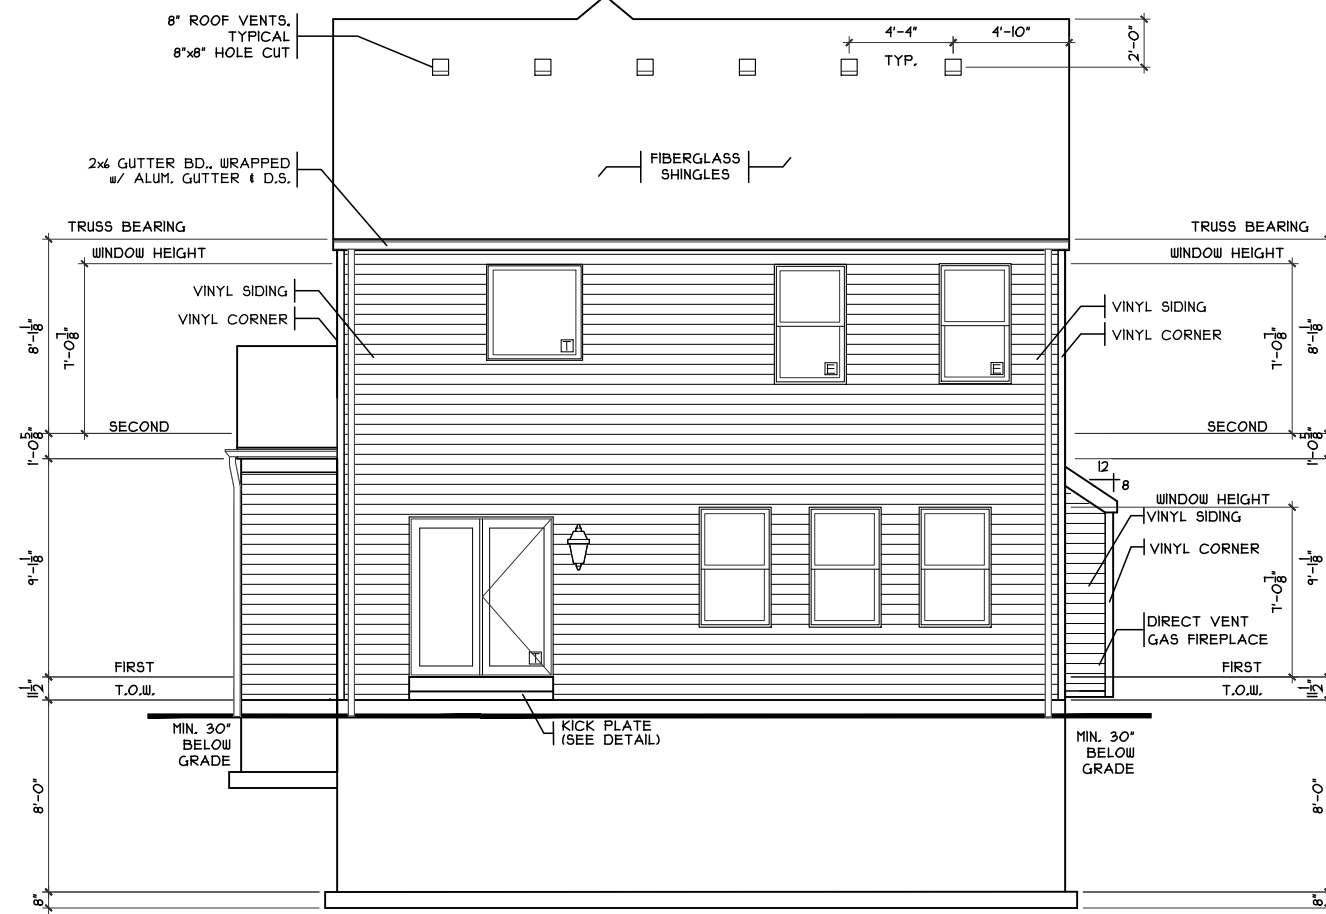 8" ROOF VENTS.
TYPICAL
8"x8" HOLE CUT
4'-4"
4'-10"
TYP.
2'-0"
2x6 GUTTER BD., WRAPPED
w/ ALUM. GUTTER & D.S.
FIBERGLASS
SHINGLES
TRUSS BEARING
WINDOW HEIGHT
VINYL SIDING
VINYL CORNER
8'-1 1/8"
7'-0 7/8"
T
E
E
TRUSS BEARING
WINDOW HEIGHT
VINYL SIDING
VINYL CORNER
7'-0 7/8"
8'-1 1/8"
SECOND
1'-0 5/8"
SECOND
1'-0 5/8"
12
8
WINDOW HEIGHT
VINYL SIDING
VINYL CORNER
9'-1 1/8"
7'-0 7/8"
9'-1 1/8"
DIRECT VENT
GAS FIREPLACE
T
FIRST
T.O.W.
11 1/2"
FIRST
T.O.W.
11 1/2"
MIN. 30"
BELOW
GRADE
KICK PLATE
(SEE DETAIL)
MIN. 30"
BELOW
GRADE
8'-0"
8'-0"
8"
8"